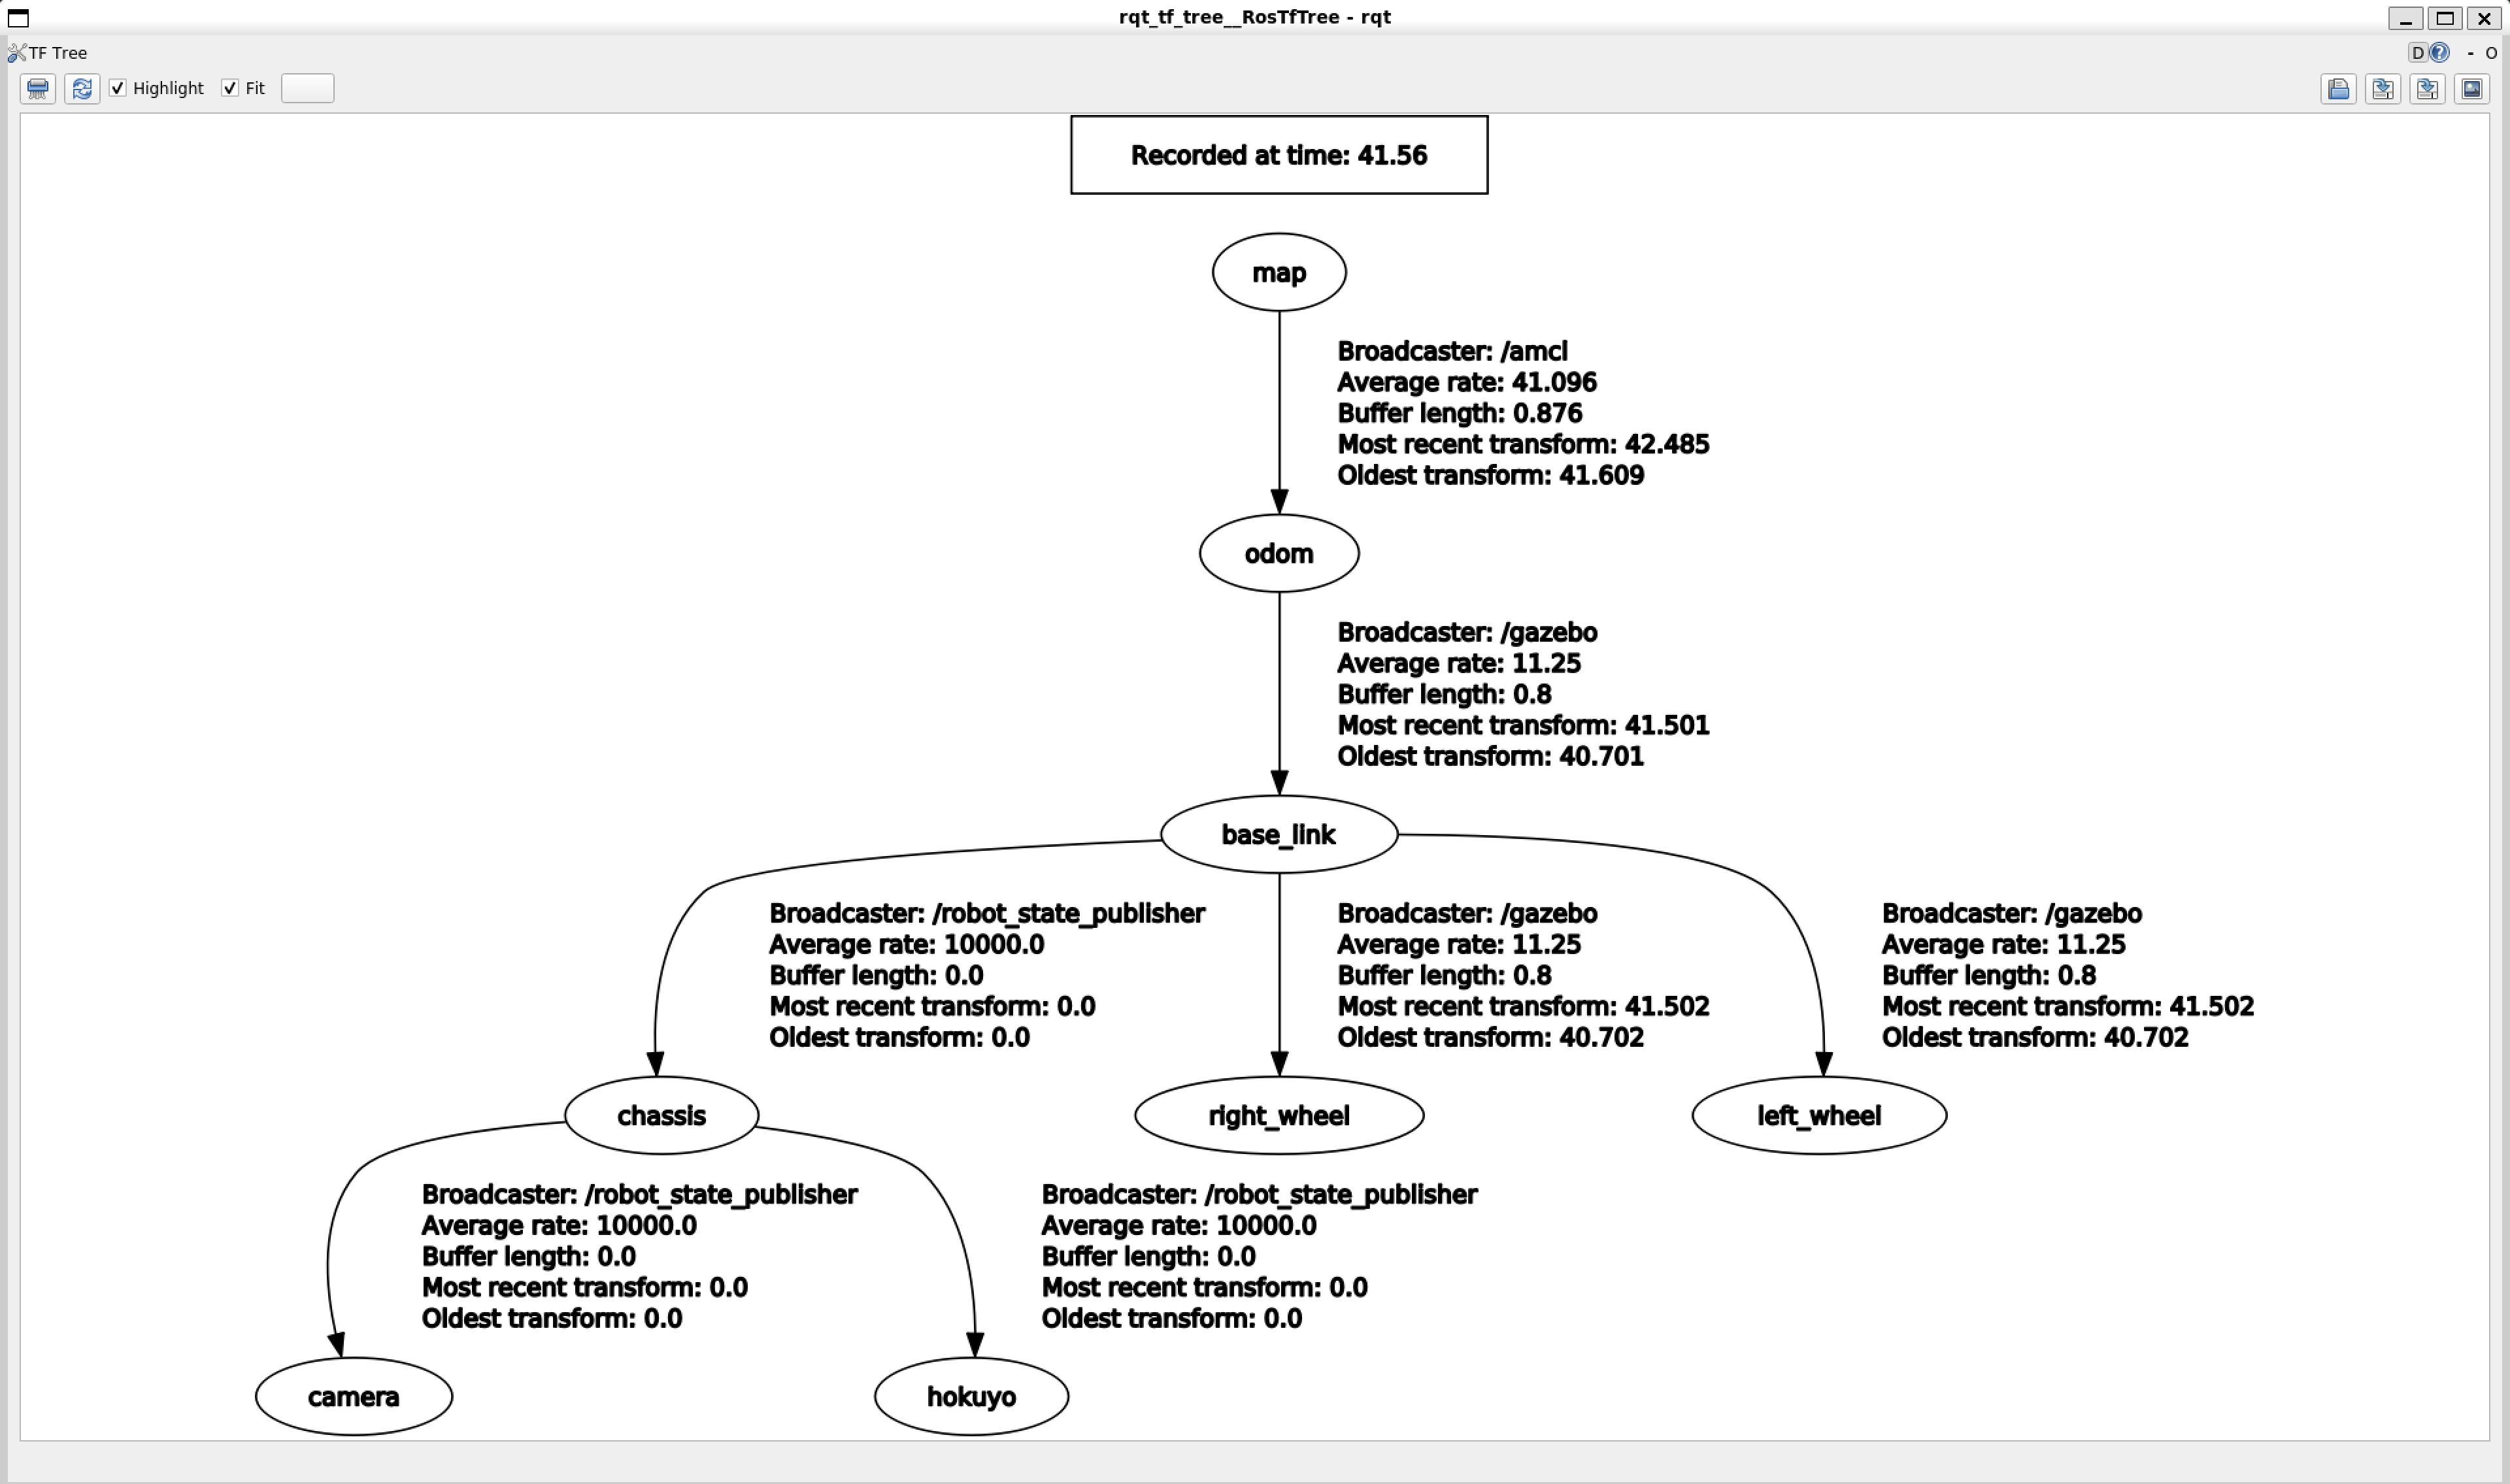 rqt_tf_tree__RosTfTree - rqt
TF Tree
D
- O
Highlight
Fit
Recorded at time: 41.56
map
Broadcaster: /amcl
Average rate: 41.096
Buffer length: 0.876
Most recent transform: 42.485
Oldest transform: 41.609
odom
Broadcaster: /gazebo
Average rate: 11.25
Buffer length: 0.8
Most recent transform: 41.501
Oldest transform: 40.701
base_link
Broadcaster: /robot_state_publisher
Average rate: 10000.0
Buffer length: 0.0
Most recent transform: 0.0
Oldest transform: 0.0
Broadcaster: /gazebo
Average rate: 11.25
Buffer length: 0.8
Most recent transform: 41.502
Oldest transform: 40.702
Broadcaster: /gazebo
Average rate: 11.25
Buffer length: 0.8
Most recent transform: 41.502
Oldest transform: 40.702
chassis
right_wheel
left_wheel
Broadcaster: /robot_state_publisher
Average rate: 10000.0
Buffer length: 0.0
Most recent transform: 0.0
Oldest transform: 0.0
Broadcaster: /robot_state_publisher
Average rate: 10000.0
Buffer length: 0.0
Most recent transform: 0.0
Oldest transform: 0.0
camera
hokuyo